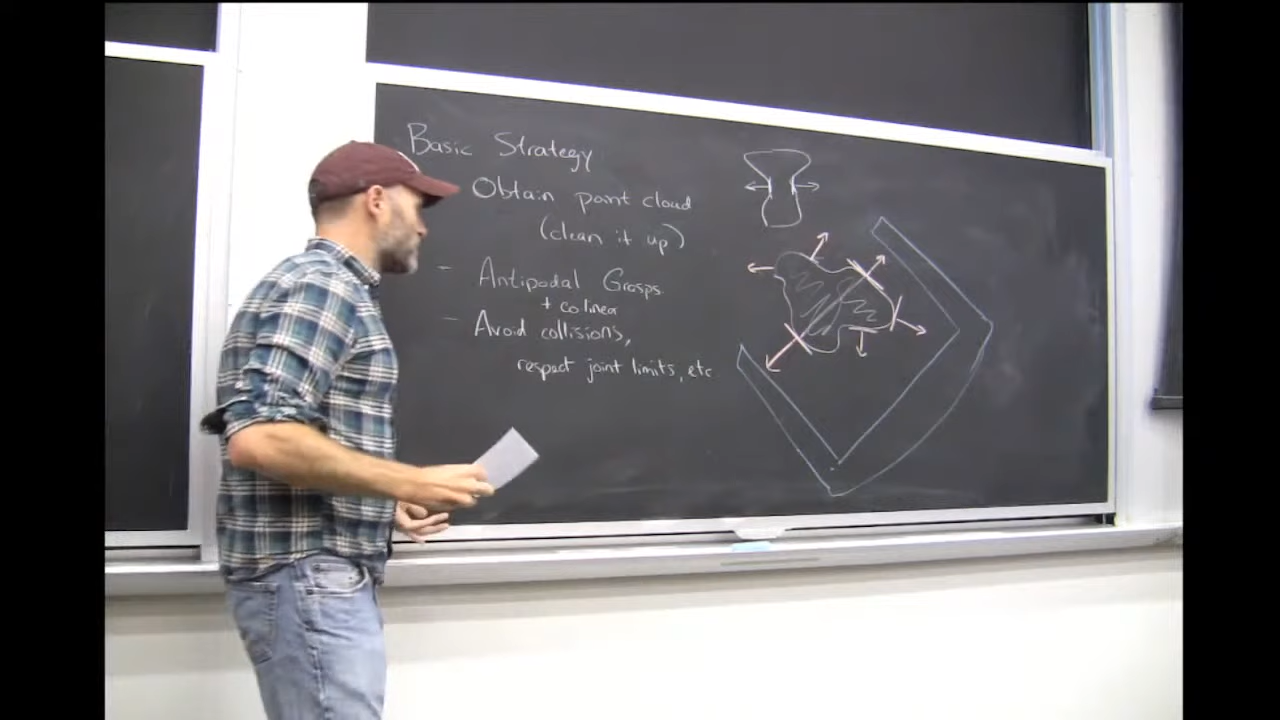 Basic Strategy
Obtain point cloud
(clean it up)
- Antipodal Grasps
+ colinear
- Avoid collisions,
respect joint limits, etc